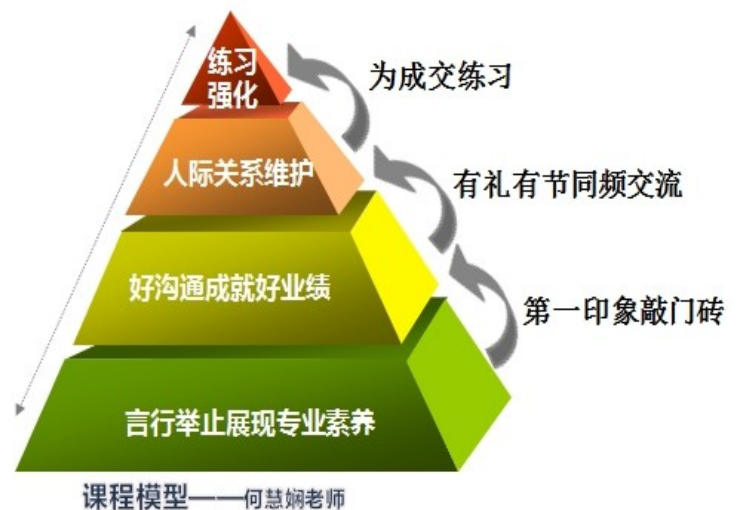 练习
强化
为成交练习
人际关系维护
有礼有节同频交流
好沟通成就好业绩
第一印象敲门砖
言行举止展现专业素养
课程模型——何慧娴老师